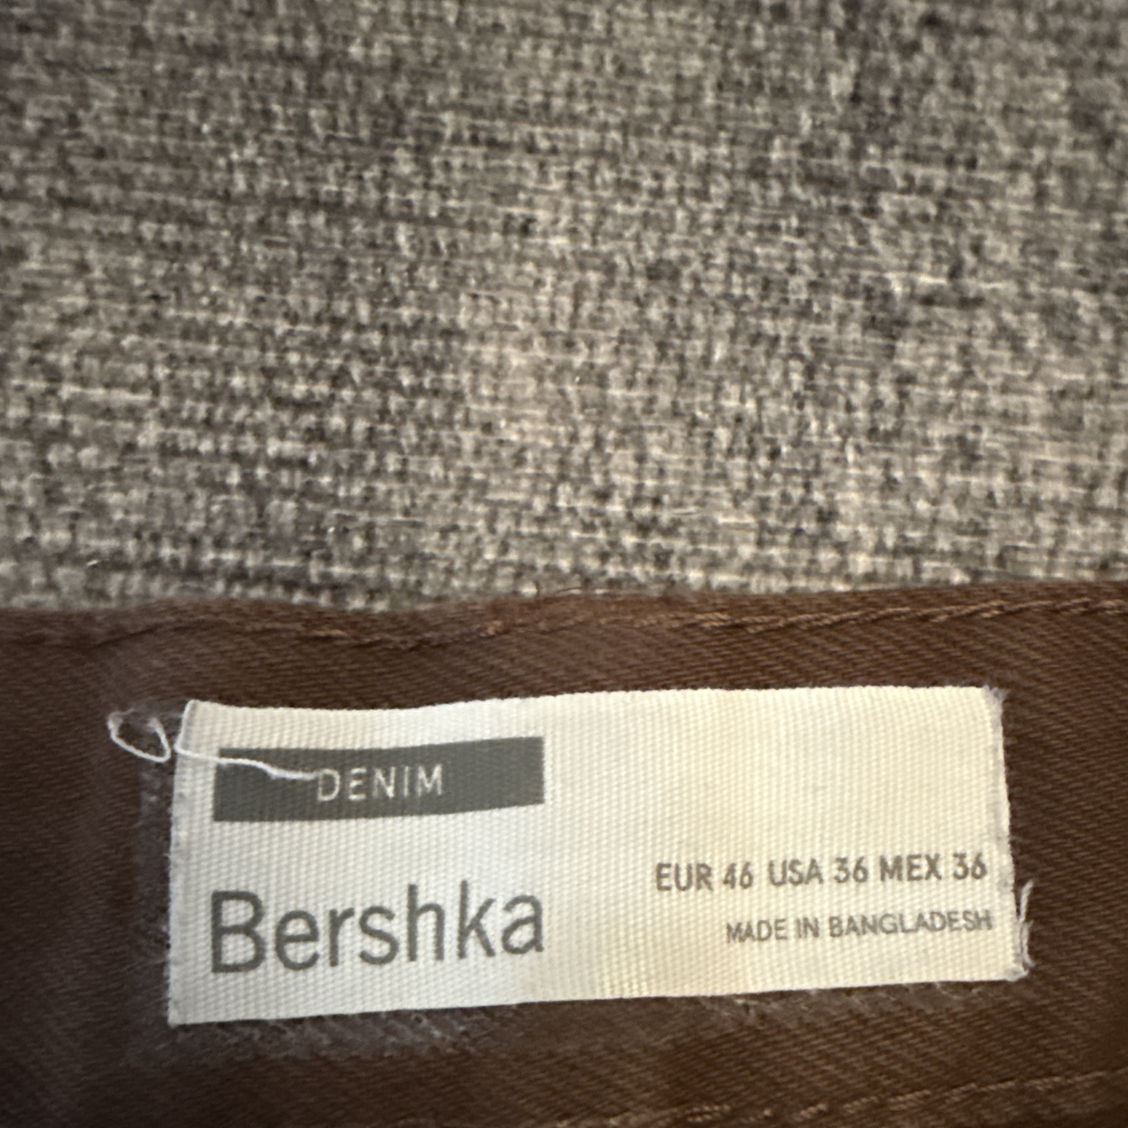 DENIM
Bershka
EUR 46 USA 36 MEX 36
MADE IN BANGLADESH